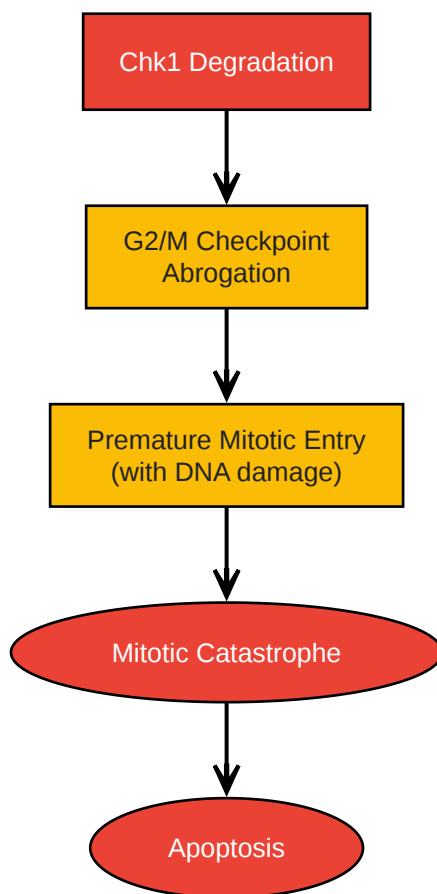 Chk1 Degradation
G2/M Checkpoint
Abrogation
Premature Mitotic Entry
(with DNA damage)
Mitotic Catastrophe
Apoptosis